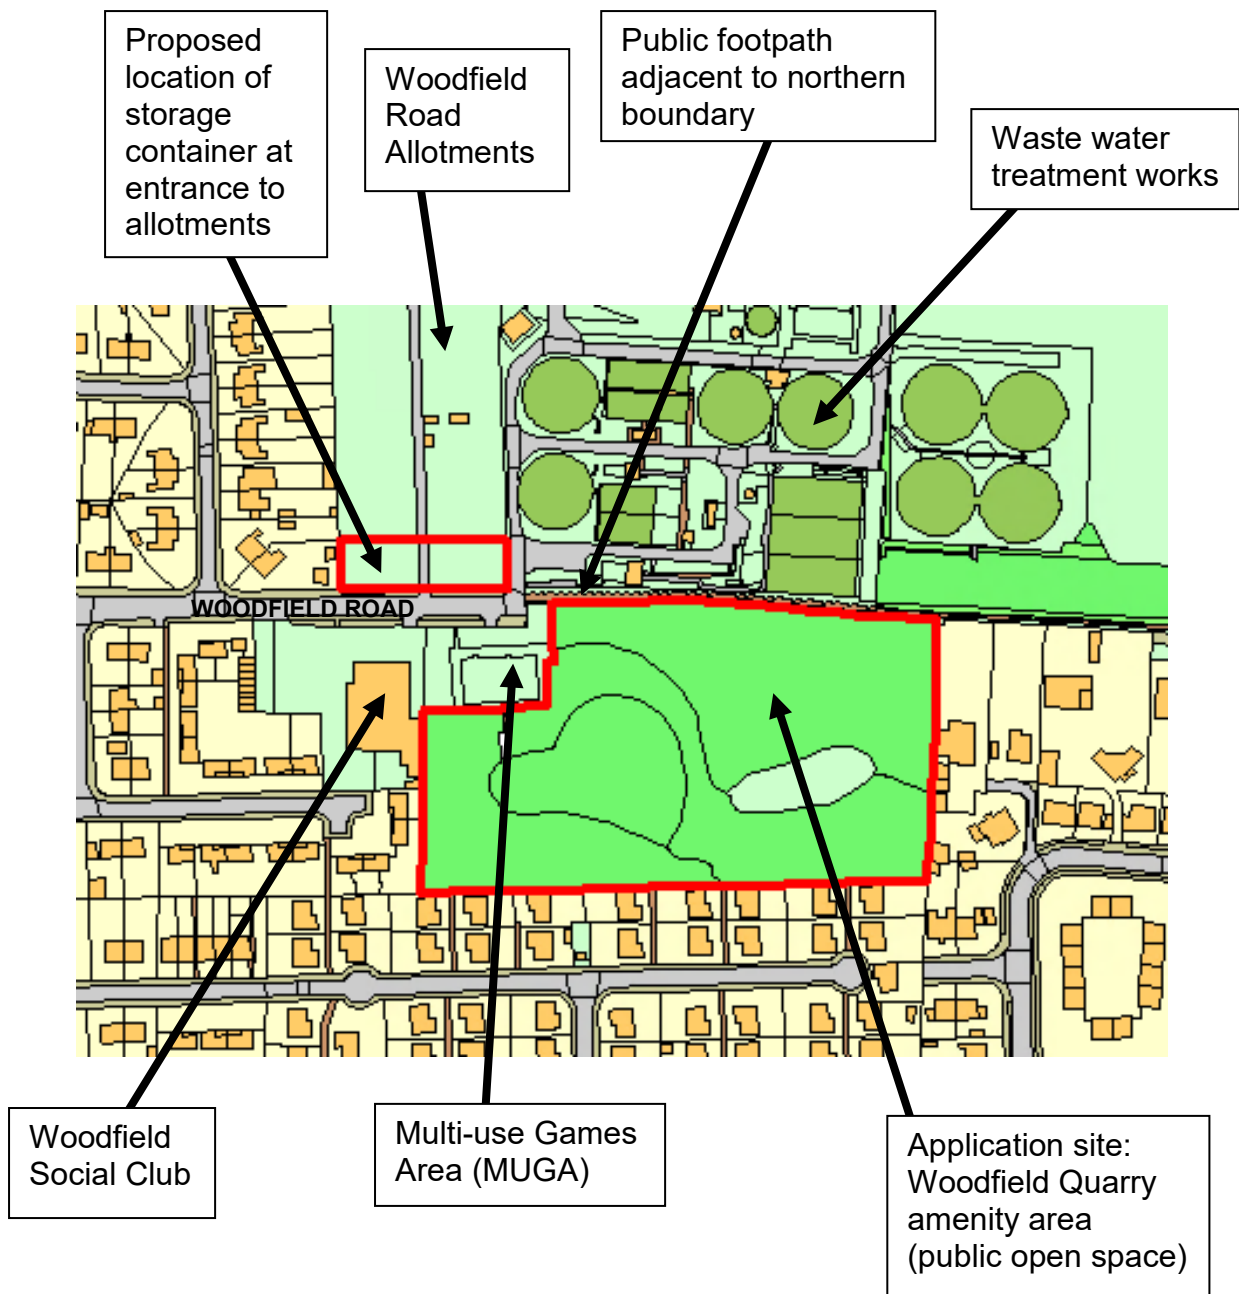 Proposed
location of
storage
container at
entrance to
allotments
Woodfield
Road
Allotments
Public footpath
adjacent to northern
boundary
Waste water
treatment works
WOODFIELD ROAD
Woodfield
Social Club
Multi-use Games
Area (MUGA)
Application site:
Woodfield Quarry
amenity area
(public open space)